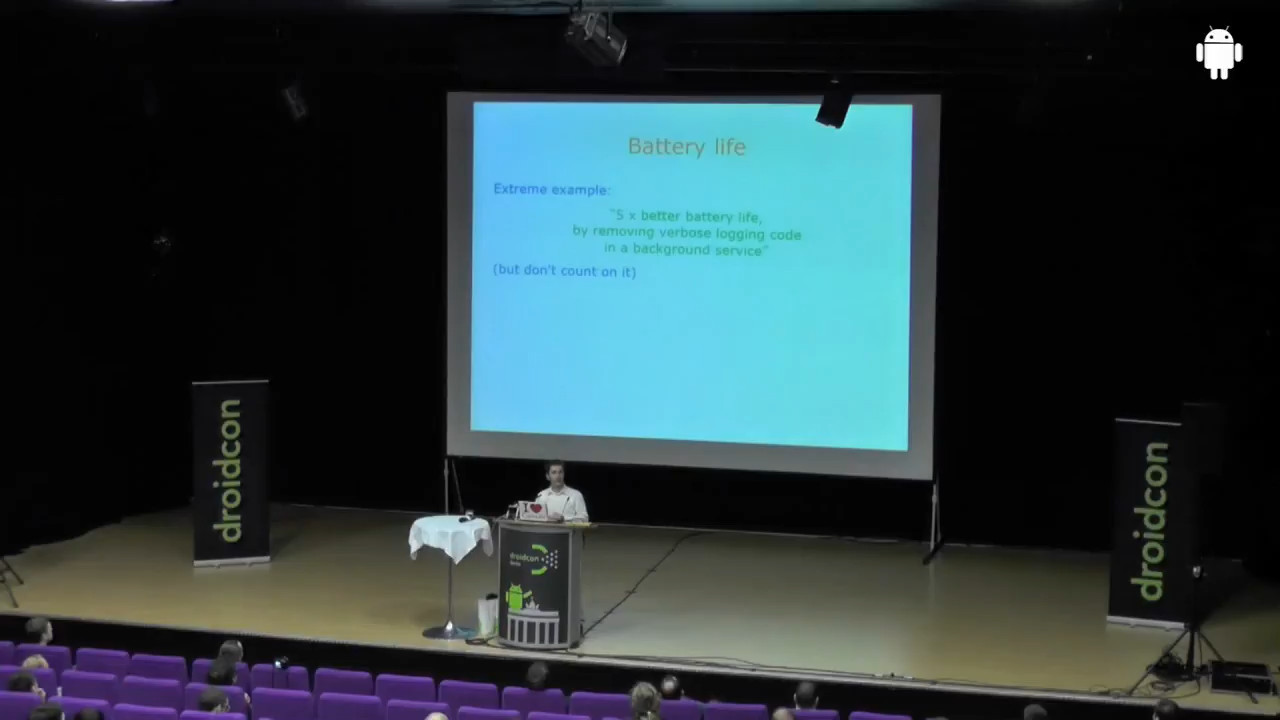 Battery life
Extreme example:
"5 x better battery life,
by removing verbose logging code
in a background service"
(but don't count on it)
droidcon
droidcon
I
droidcon